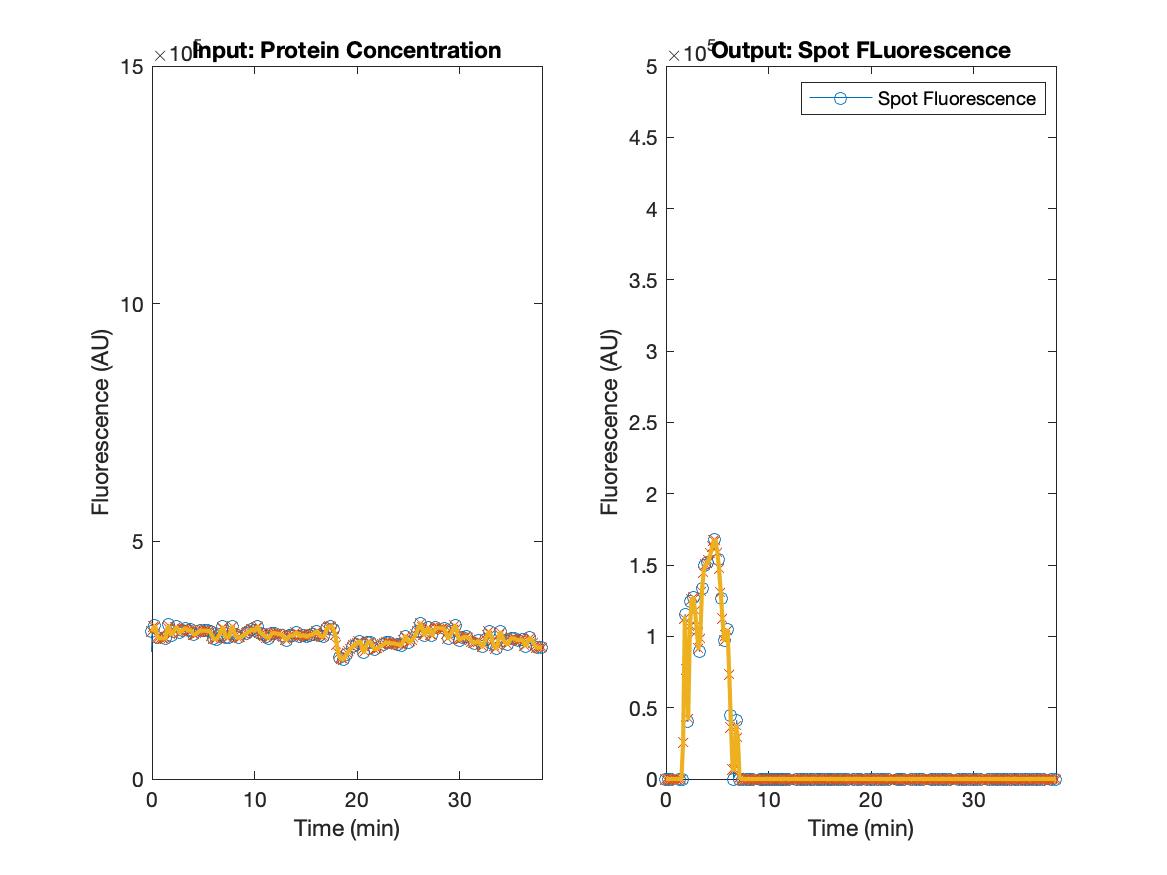 ×10⁵
Input: Protein Concentration
15
10
5
0
0 10 20 30
Time (min)
Fluorescence (AU)
×10⁵
Output: Spot FLuorescence
Spot Fluorescence
5
4.5
4
3.5
3
2.5
2
1.5
1
0.5
0
0 10 20 30
Time (min)
Fluorescence (AU)